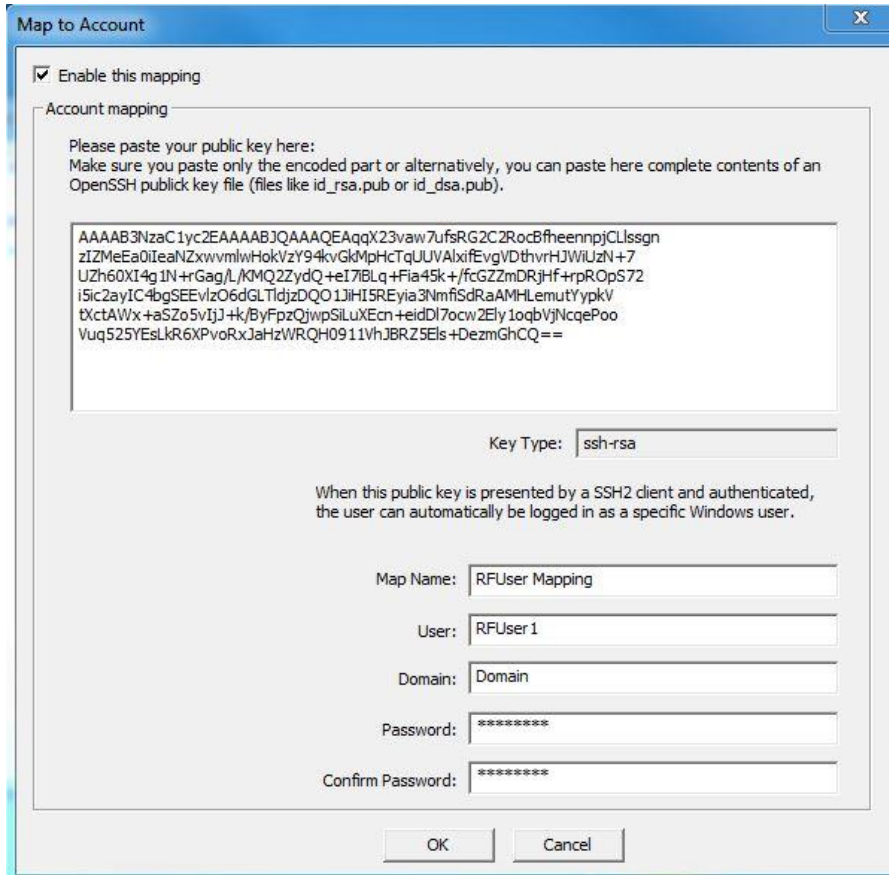 Map to Account
X
Enable this mapping
Account mapping
Please paste your public key here:
Make sure you paste only the encoded part or alternatively, you can paste here complete contents of an
OpenSSH publick key file (files like id_rsa.pub or id_dsa.pub).
AAAAB3NzaC1yc2EAAAABJQAAAQEAqqX23vaw7ufsRG2C2RocBfheennpjCLlssgn
zIZMeEa0iIeaNZxwvmlwHokVzY94kvGkMpHcTqUUVAlxifEvgVDthvrHJWiUzN+7
UZh60XI4g1N+rGag/L/KMQ2ZydQ+eI7iBLq+Fia45k+/fcGZZmDRjHf+rpROpS72
i5ic2ayIC4bgSEEvlzO6dGLTldjzDQO1JiHI5REyia3NmfiSdRaAMHLemutYypkV
tXctAWx+aSZo5vIjJ+k/ByFpzQjwpSiLuXEcn+eidDl7ocw2Ely1oqbVjNcqePoo
Vuq525YEsLkR6XPvoRxJaHzWRQH0911VhJBRZ5Els+DezmGhCQ==
Key Type: ssh-rsa
When this public key is presented by a SSH2 client and authenticated,
the user can automatically be logged in as a specific Windows user.
Map Name: RFUser Mapping
User: RFUser1
Domain: Domain
Password: ********
Confirm Password: ********
OK Cancel